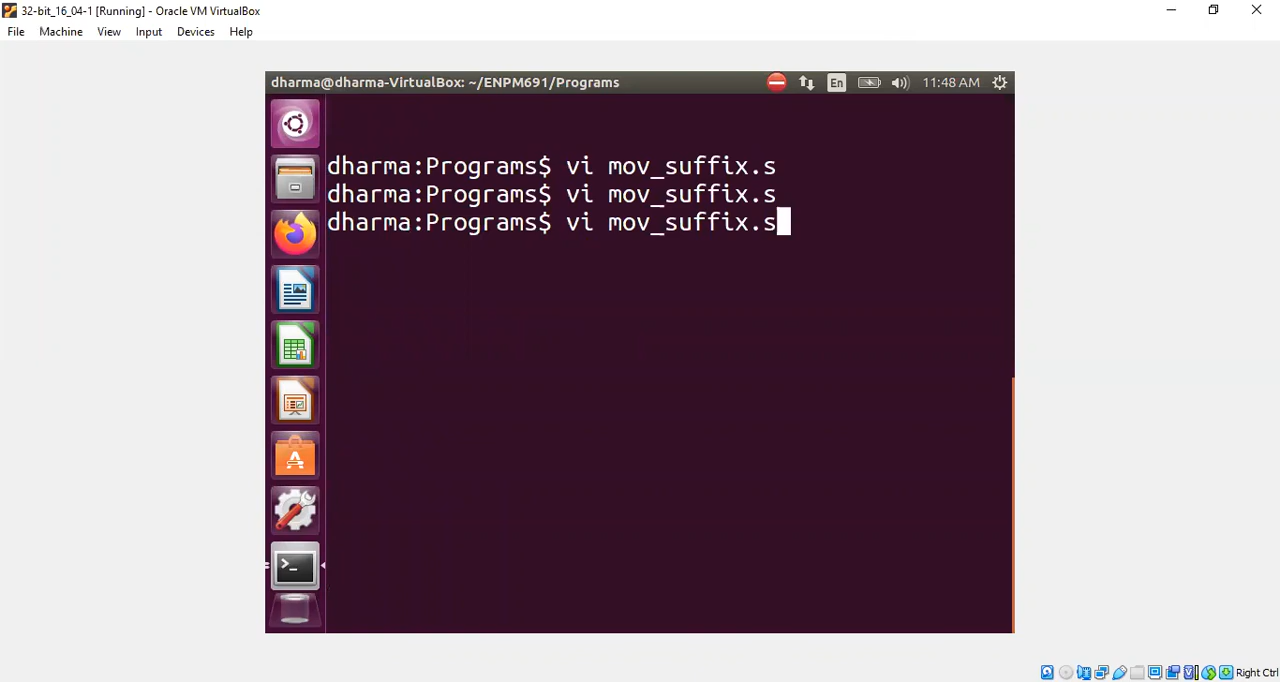 32-bit_16_04-1 [Running] - Oracle VM VirtualBox
File Machine View Input Devices Help
dharma@dharma-VirtualBox: ~/ENPM691/Programs En 11:48 AM
dharma:Programs$ vi mov_suffix.s
dharma:Programs$ vi mov_suffix.s
dharma:Programs$ vi mov_suffix.s
Right Ctrl